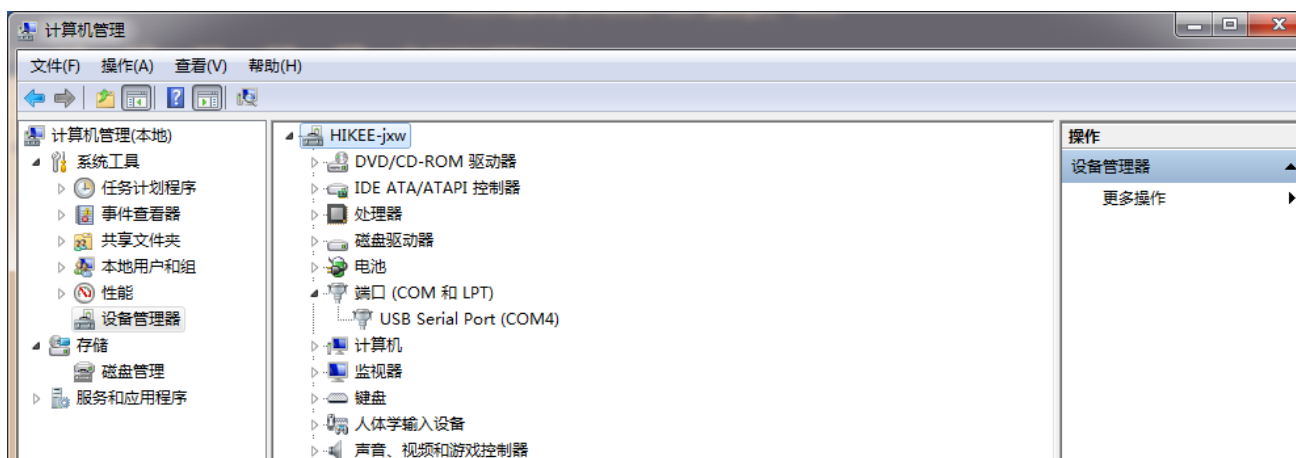 计算机管理
文件(F) 操作(A) 查看(V) 帮助(H)
计算机管理(本地)
系统工具
任务计划程序
事件查看器
共享文件夹
本地用户和组
性能
设备管理器
存储
磁盘管理
服务和应用程序
HIKEE-jxw
DVD/CD-ROM 驱动器
IDE ATA/ATAPI 控制器
处理器
磁盘驱动器
电池
端口 (COM 和 LPT)
USB Serial Port (COM4)
计算机
监视器
键盘
人体学输入设备
声音、视频和游戏控制器
操作
设备管理器
更多操作